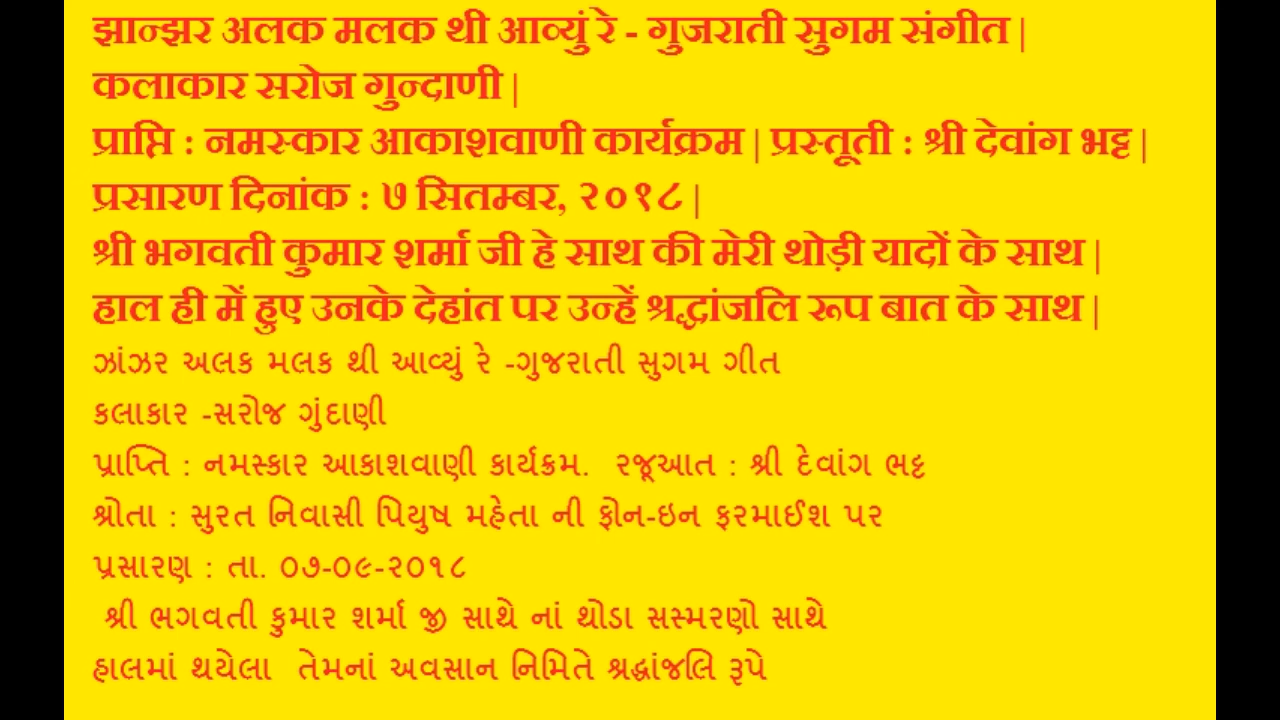 झान्झर अलक मलक थी आव्युं रे - गुजराती सुगम संगीत |
कलाकार सरोज गुन्दाणी |
प्राप्ति : नमस्कार आकाशवाणी कार्यक्रम | प्रस्तूती : श्री देवांग भट्ट |
प्रसारण दिनांक : ७ सितम्बर, २०१८ |
श्री भगवती कुमार शर्मा जी हे साथ की मेरी थोड़ी यादों के साथ |
हाल ही में हुए उनके देहांत पर उन्हें श्रद्धांजलि रूप बात के साथ |
ઝાંઝર અલક મલક થી આવ્યું રે -ગુજરાતી સુગમ ગીત
કલાકાર -સરોજ ગુંદાણી
પ્રાપ્તિ : નમસ્કાર આકાશવાણી કાર્યક્રમ. રજૂઆત : શ્રી દેવાંગ ભટ્ટ
શ્રોતા : સુરત નિવાસી પિયુષ મહેતા ની ફોન-ઇન ફરમાઈશ પર
પ્રસારણ : તા. ૦૭-૦૯-૨૦૧૮
શ્રી ભગવતી કુમાર શર્મા જી સાથે નાં થોડા સસ્મરણો સાથે
હાલમાં થયેલા તેમનાં અવસાન નિમિતે શ્રદ્ધાંજલિ રૂપે